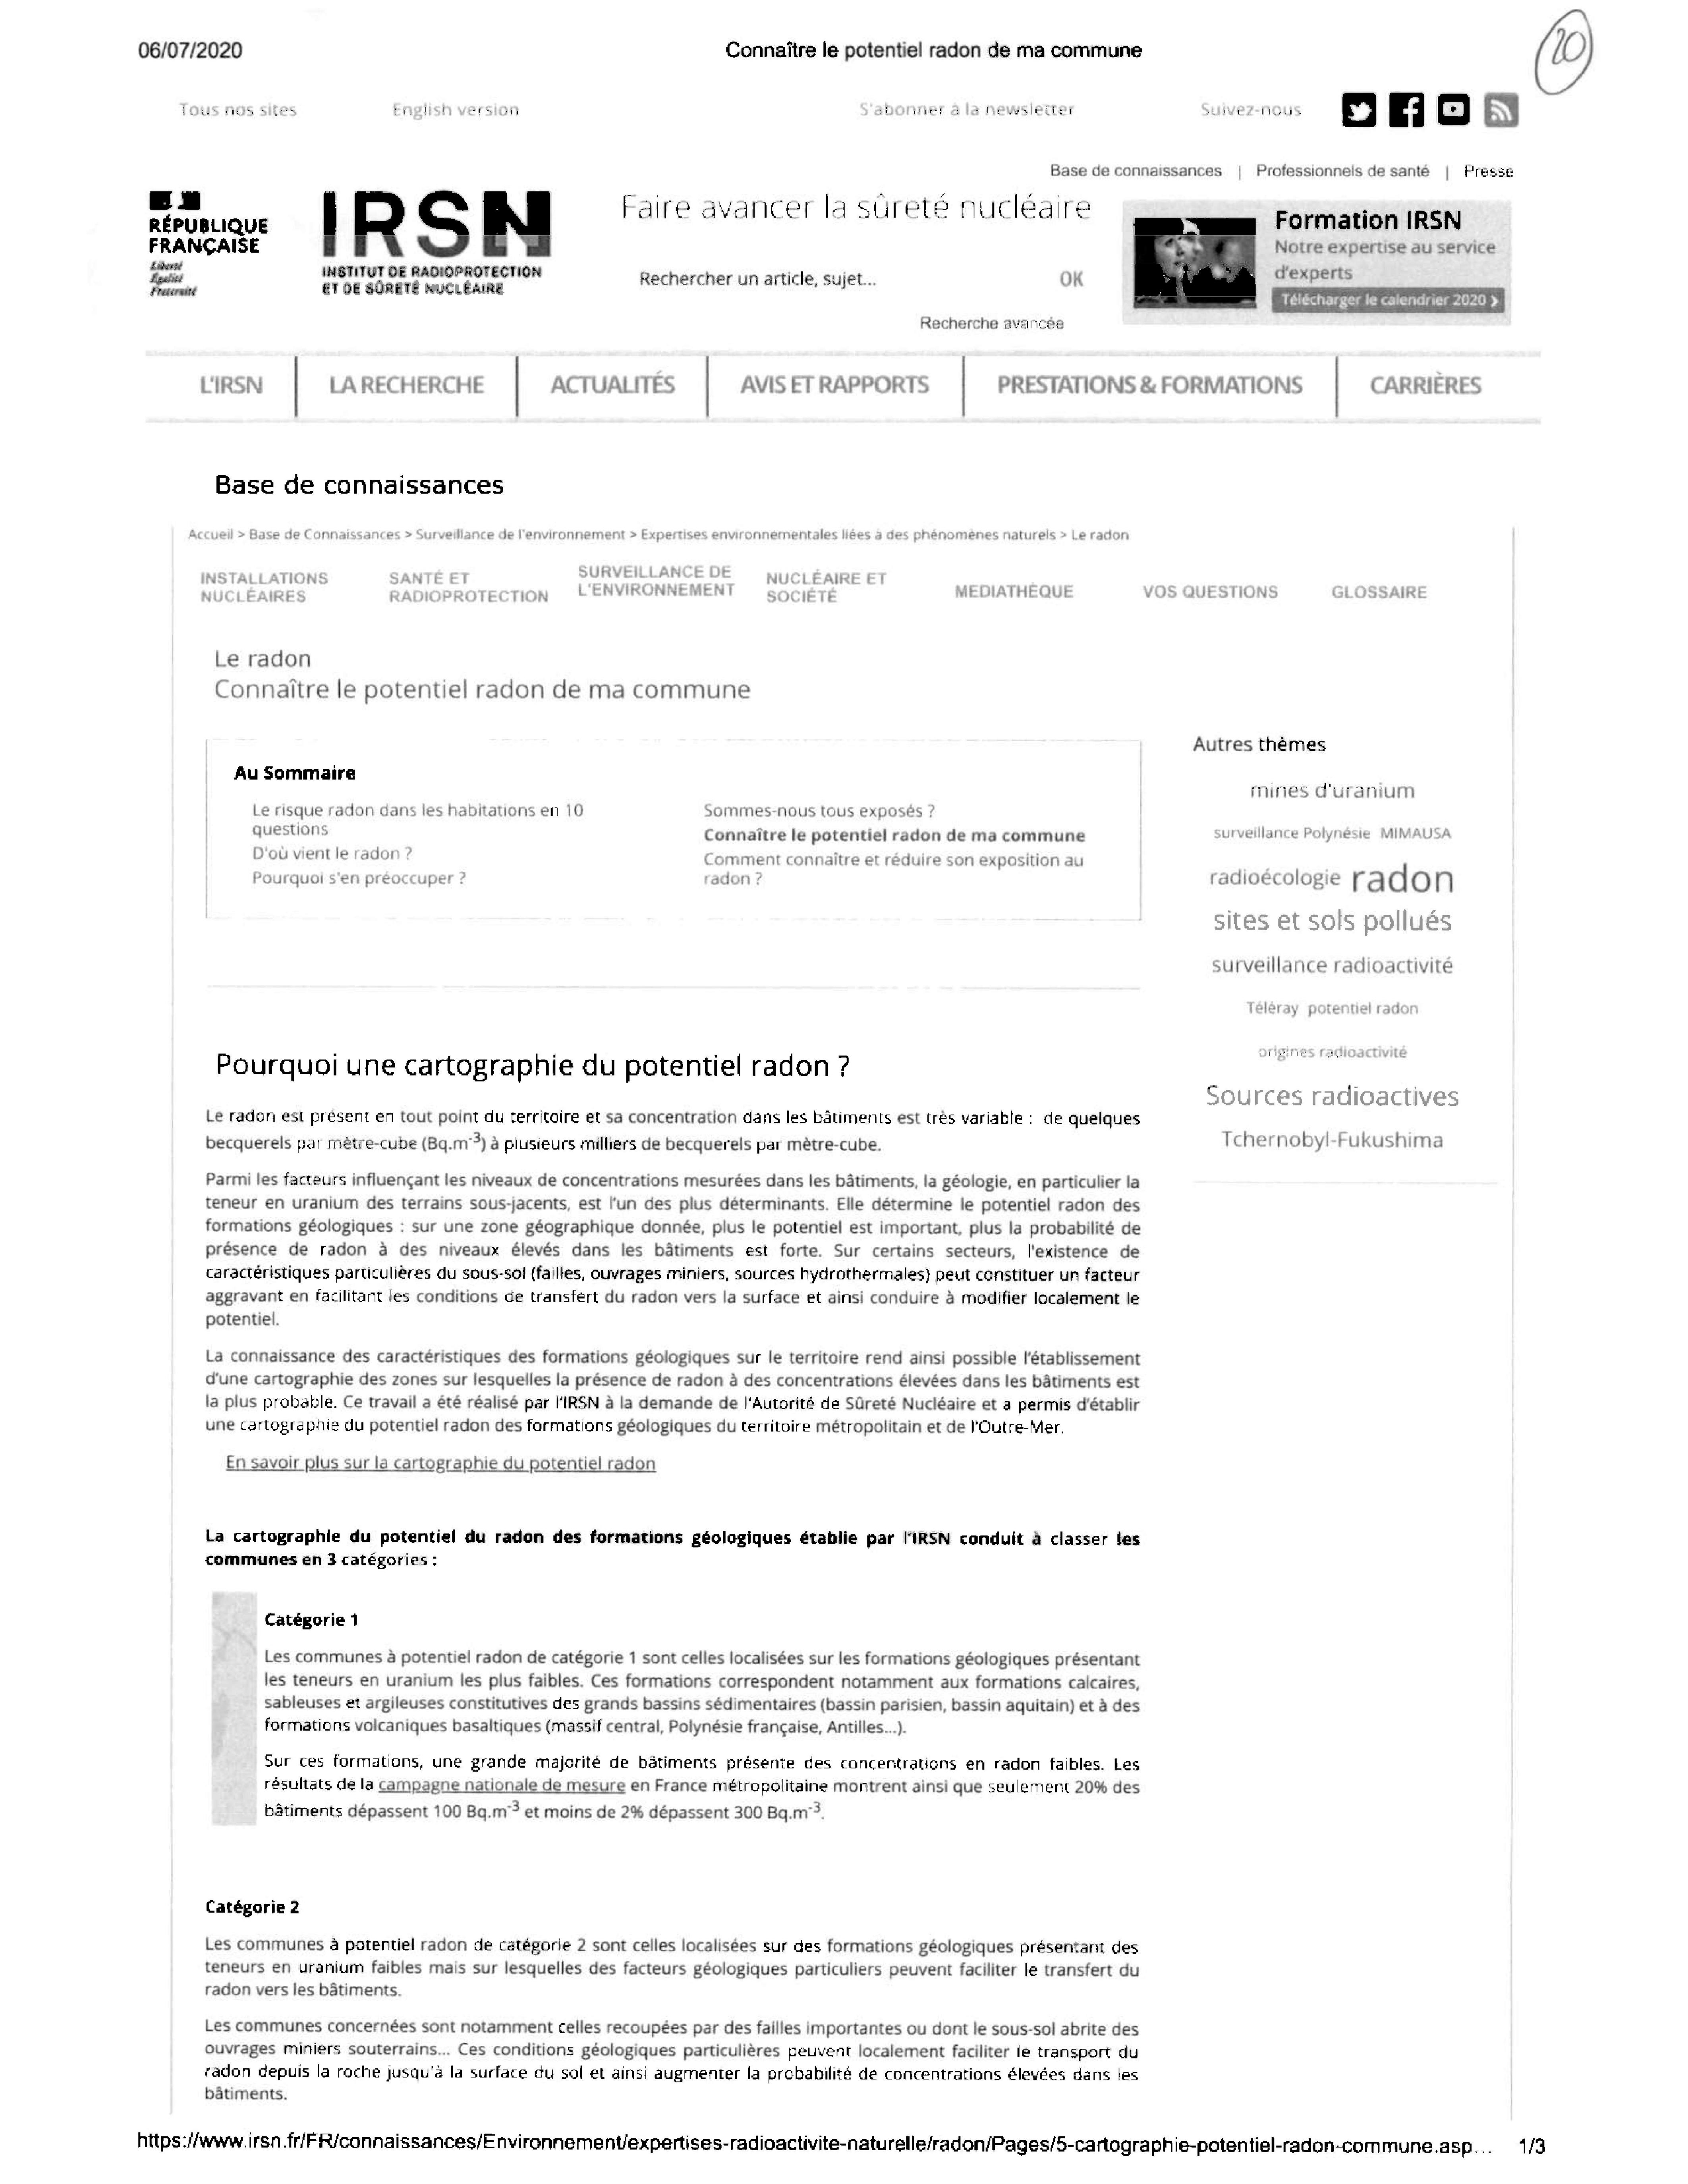 06/07/2020
Connaître le potentiel radon de ma commune
20
Tous nos sites
English version
S'abonner à la newsletter
Suivez-nous
Base de connaissances | Professionnels de santé | Presse
RÉPUBLIQUE
FRANÇAISE
Liberté
Égalité
Fraternité
IRSN
INSTITUT DE RADIOPROTECTION
ET DE SÛRETÉ NUCLÉAIRE
Faire avancer la sûreté nucléaire
Rechercher un article, sujet...
OK
Recherche avancée
Formation IRSN
Notre expertise au service
d'experts
Télécharger le calendrier 2020 >
L'IRSN
LA RECHERCHE
ACTUALITÉS
AVIS ET RAPPORTS
PRESTATIONS & FORMATIONS
CARRIÈRES
Base de connaissances
Accueil > Base de Connaissances > Surveillance de l'environnement > Expertises environnementales liées à des phénomènes naturels > Le radon
INSTALLATIONS
NUCLÉAIRES
SANTÉ ET
RADIOPROTECTION
SURVEILLANCE DE
L'ENVIRONNEMENT
NUCLÉAIRE ET
SOCIÉTÉ
MEDIATHÈQUE
VOS QUESTIONS
GLOSSAIRE
Le radon
Connaître le potentiel radon de ma commune
Au Sommaire
Le risque radon dans les habitations en 10
questions
D'où vient le radon ?
Pourquoi s'en préoccuper ?
Sommes-nous tous exposés ?
Connaître le potentiel radon de ma commune
Comment connaître et réduire son exposition au
radon ?
Autres thèmes
mines d'uranium
surveillance Polynésie MIMAUSA
radioécologie radon
sites et sols pollués
surveillance radioactivité
Téléray potentiel radon
origines radioactivité
Sources radioactives
Tchernobyl-Fukushima
Pourquoi une cartographie du potentiel radon ?
Le radon est présent en tout point du territoire et sa concentration dans les bâtiments est très variable : de quelques
becquerels par mètre-cube (Bq.m-3) à plusieurs milliers de becquerels par mètre-cube.
Parmi les facteurs influençant les niveaux de concentrations mesurées dans les bâtiments, la géologie, en particulier la
teneur en uranium des terrains sous-jacents, est l'un des plus déterminants. Elle détermine le potentiel radon des
formations géologiques : sur une zone géographique donnée, plus le potentiel est important, plus la probabilité de
présence de radon à des niveaux élevés dans les bâtiments est forte. Sur certains secteurs, l'existence de
caractéristiques particulières du sous-sol (failles, ouvrages miniers, sources hydrothermales) peut constituer un facteur
aggravant en facilitant les conditions de transfert du radon vers la surface et ainsi conduire à modifier localement le
potentiel.
La connaissance des caractéristiques des formations géologiques sur le territoire rend ainsi possible l'établissement
d'une cartographie des zones sur lesquelles la présence de radon à des concentrations élevées dans les bâtiments est
la plus probable. Ce travail a été réalisé par l'IRSN à la demande de l'Autorité de Sûreté Nucléaire et a permis d'établir
une cartographie du potentiel radon des formations géologiques du territoire métropolitain et de l'Outre-Mer.
En savoir plus sur la cartographie du potentiel radon
La cartographie du potentiel du radon des formations géologiques établie par l'IRSN conduit à classer les
communes en 3 catégories :
Catégorie 1
Les communes à potentiel radon de catégorie 1 sont celles localisées sur les formations géologiques présentant
les teneurs en uranium les plus faibles. Ces formations correspondent notamment aux formations calcaires,
sableuses et argileuses constitutives des grands bassins sédimentaires (bassin parisien, bassin aquitain) et à des
formations volcaniques basaltiques (massif central, Polynésie française, Antilles...).
Sur ces formations, une grande majorité de bâtiments présente des concentrations en radon faibles. Les
résultats de la campagne nationale de mesure en France métropolitaine montrent ainsi que seulement 20% des
bâtiments dépassent 100 Bq.m-3 et moins de 2% dépassent 300 Bq.m-3.
Catégorie 2
Les communes à potentiel radon de catégorie 2 sont celles localisées sur des formations géologiques présentant des
teneurs en uranium faibles mais sur lesquelles des facteurs géologiques particuliers peuvent faciliter le transfert du
radon vers les bâtiments.
Les communes concernées sont notamment celles recoupées par des failles importantes ou dont le sous-sol abrite des
ouvrages miniers souterrains... Ces conditions géologiques particulières peuvent localement faciliter le transport du
radon depuis la roche jusqu'à la surface du sol et ainsi augmenter la probabilité de concentrations élevées dans les
bâtiments.
https://www.irsn.fr/FR/connaissances/Environnement/expertises-radioactivite-naturelle/radon/Pages/5-cartographie-potentiel-radon-commune.asp...
1/3